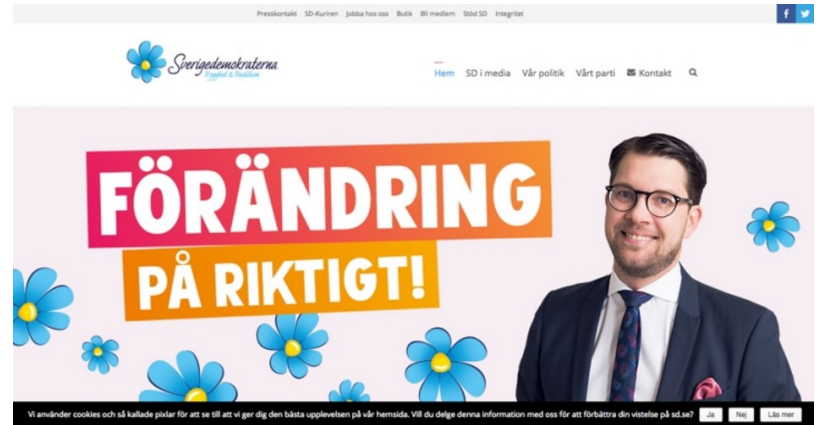 Presskontakt SD-Kuriren Jobba hos oss Butik Bli medlem Stöd SD Integritet
Sverigedemokraterna
Trygghet & Tradition
Hem SD i media Vår politik Vårt parti Kontakt
FÖRÄNDRING
PÅ RIKTIGT!
Vi använder cookies och så kallade pixlar för att se till att vi ger dig den bästa upplevelsen på vår hemsida. Vill du delge denna information med oss för att förbättra din vistelse på sd.se? Ja Nej Läs mer